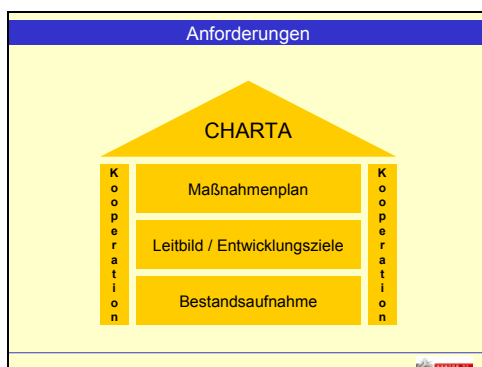 Anforderungen
CHARTA
Kooperation
Maßnahmenplan
Leitbild / Entwicklungsziele
Bestandsaufnahme
Kooperation